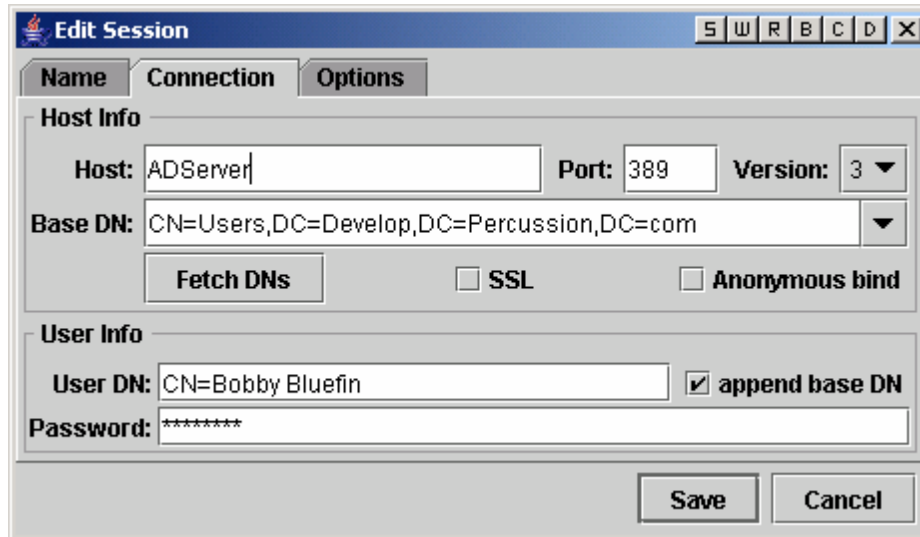 Edit Session S W R B C D X
Name Connection Options
Host Info
Host: ADServer Port: 389 Version: 3
Base DN: CN=Users,DC=Develop,DC=Percussion,DC=com
Fetch DNs SSL Anonymous bind
User Info
User DN: CN=Bobby Bluefin append base DN
Password: ********
Save Cancel